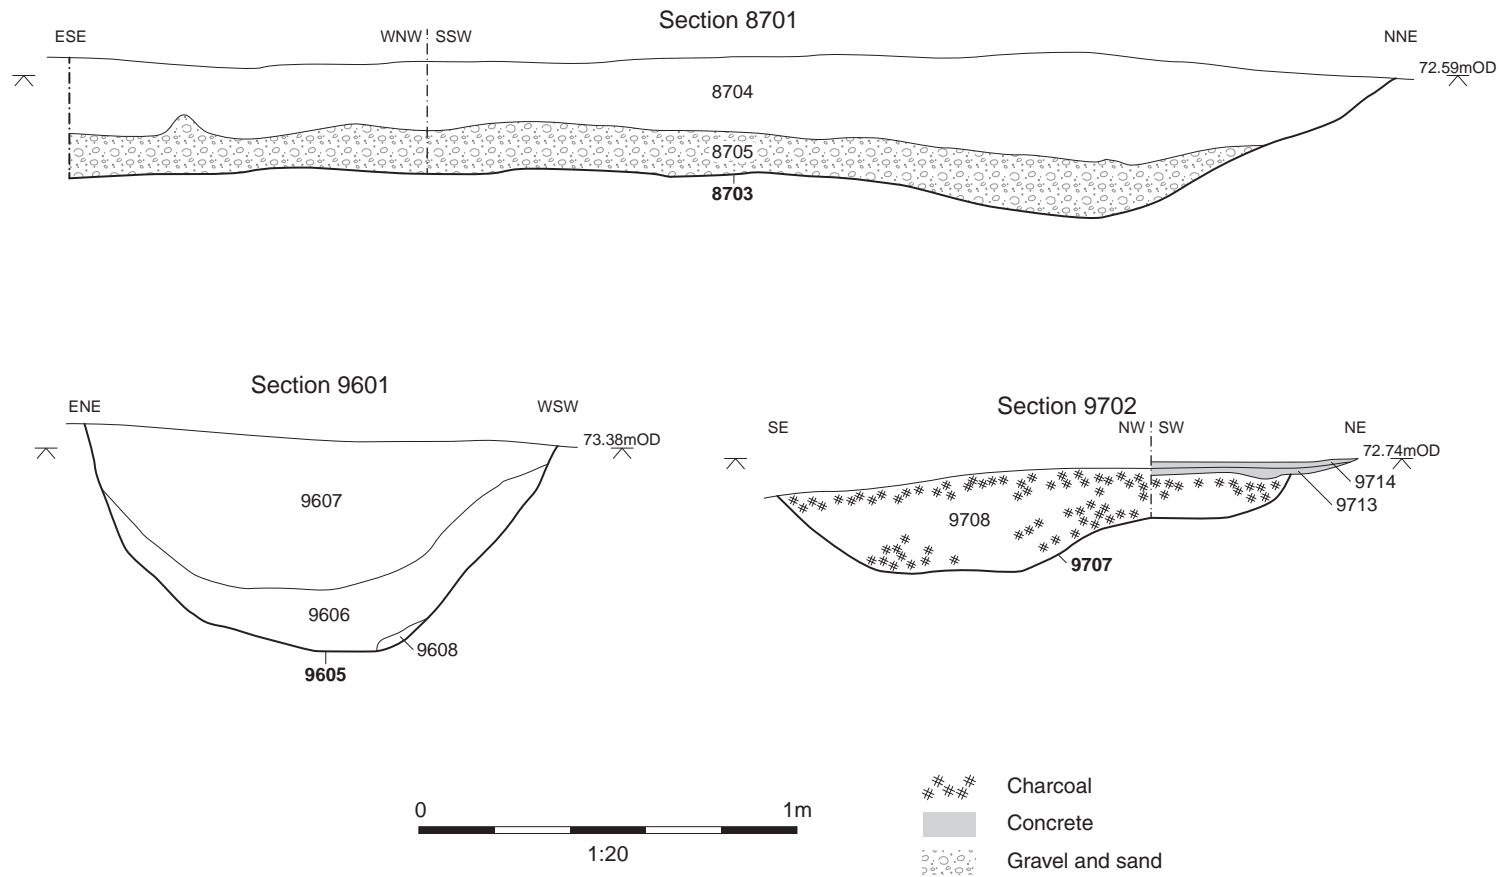 Section 8701
ESE
WNW
SSW
NNE
72.59mOD
8704
8705
8703
Section 9601
ENE
WSW
73.38mOD
9607
9606
9608
9605
Section 9702
SE
NW
SW
NE
72.74mOD
9714
9713
9708
9707
0
1m
1:20
Charcoal
Concrete
Gravel and sand